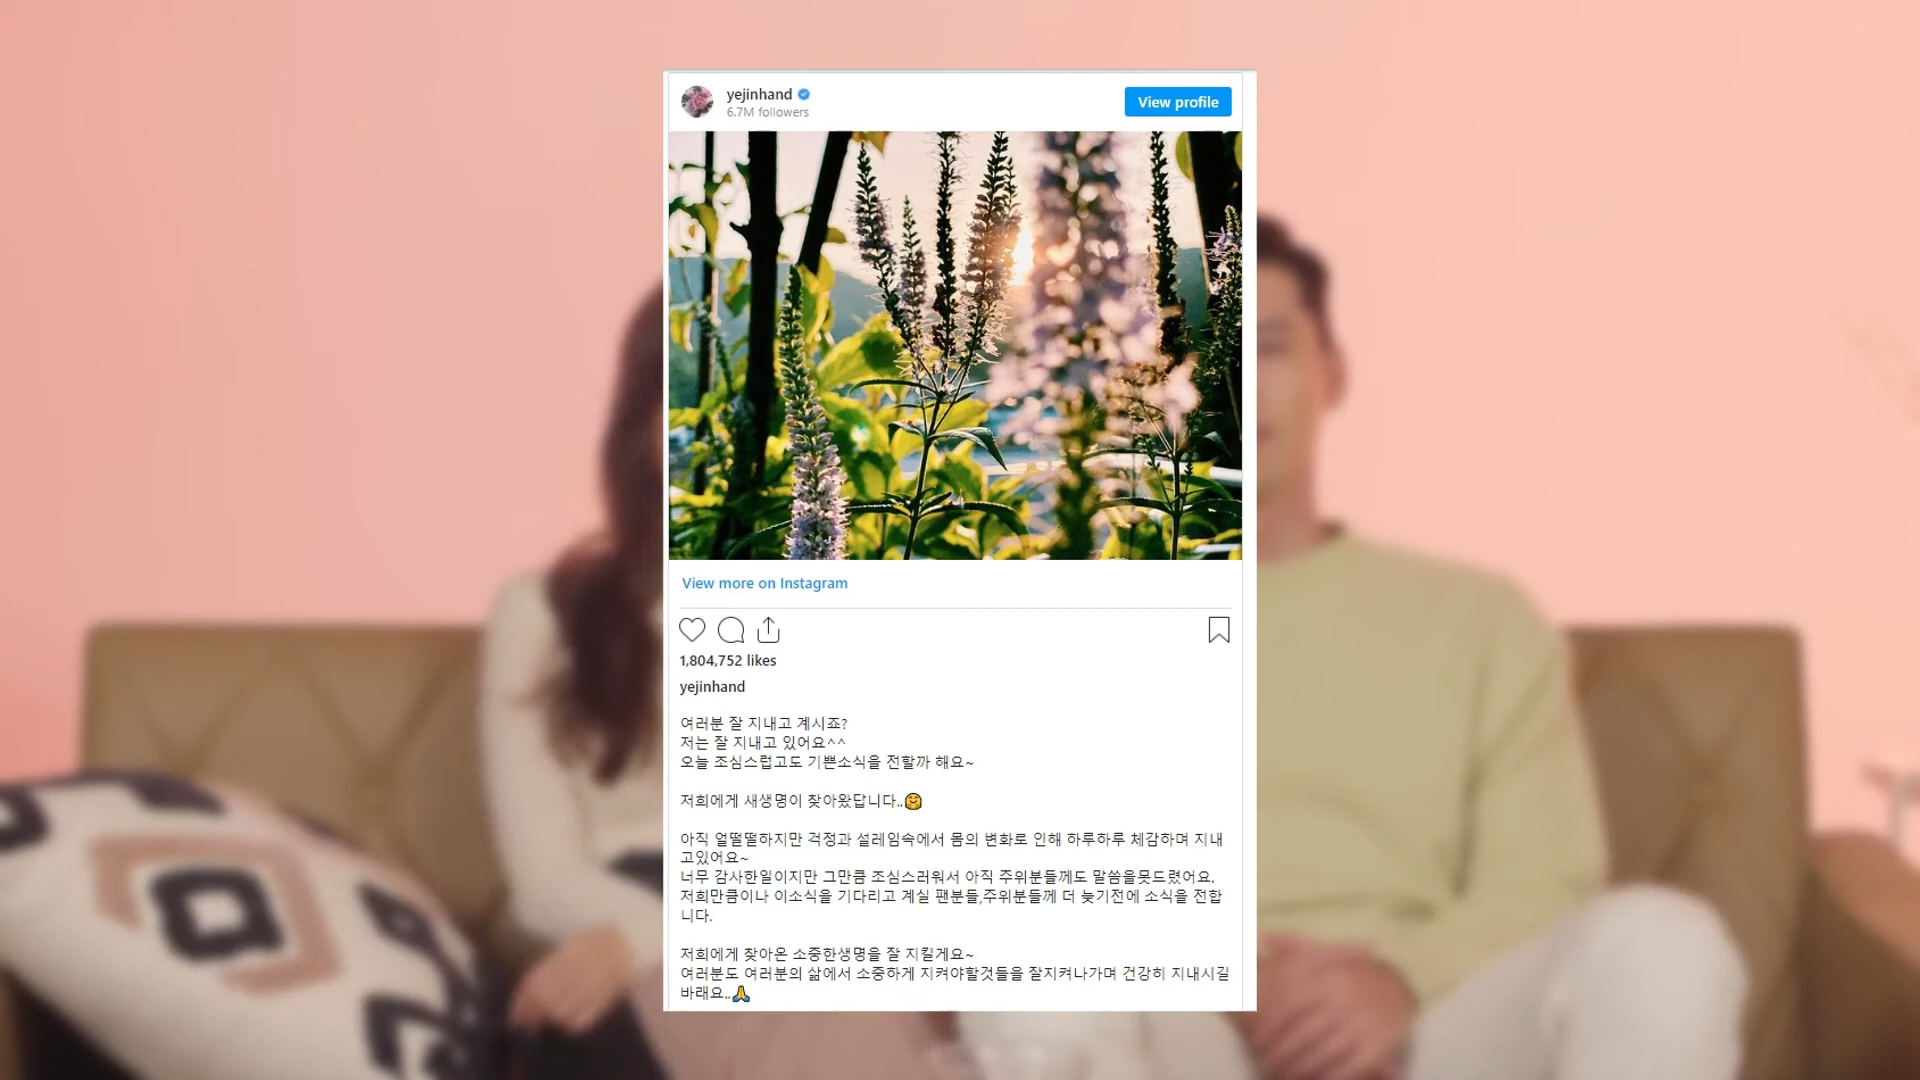 yejinhand
6.7M followers
View profile
View more on Instagram
1,804,752 likes
yejinhand
여러분 잘 지내고 계시죠?
저는 잘 지내고 있어요^^
오늘 조심스럽고도 기쁜소식을 전할까 해요~
저희에게 새생명이 찾아왔답니다..🤗
아직 얼떨떨하지만 걱정과 설레임속에서 몸의 변화로 인해 하루하루 체감하며 지내
고있어요~
너무 감사한일이지만 그만큼 조심스러워서 아직 주위분들께도 말씀을못드렸어요.
저희만큼이나 이소식을 기다리고 계실 팬분들,주위분들께 더 늦기전에 소식을 전합
니다.
저희에게 찾아온 소중한생명을 잘 지킬게요~
여러분도 여러분의 삶에서 소중하게 지켜야할것들을 잘지켜나가며 건강히 지내시길
바래요..🙏